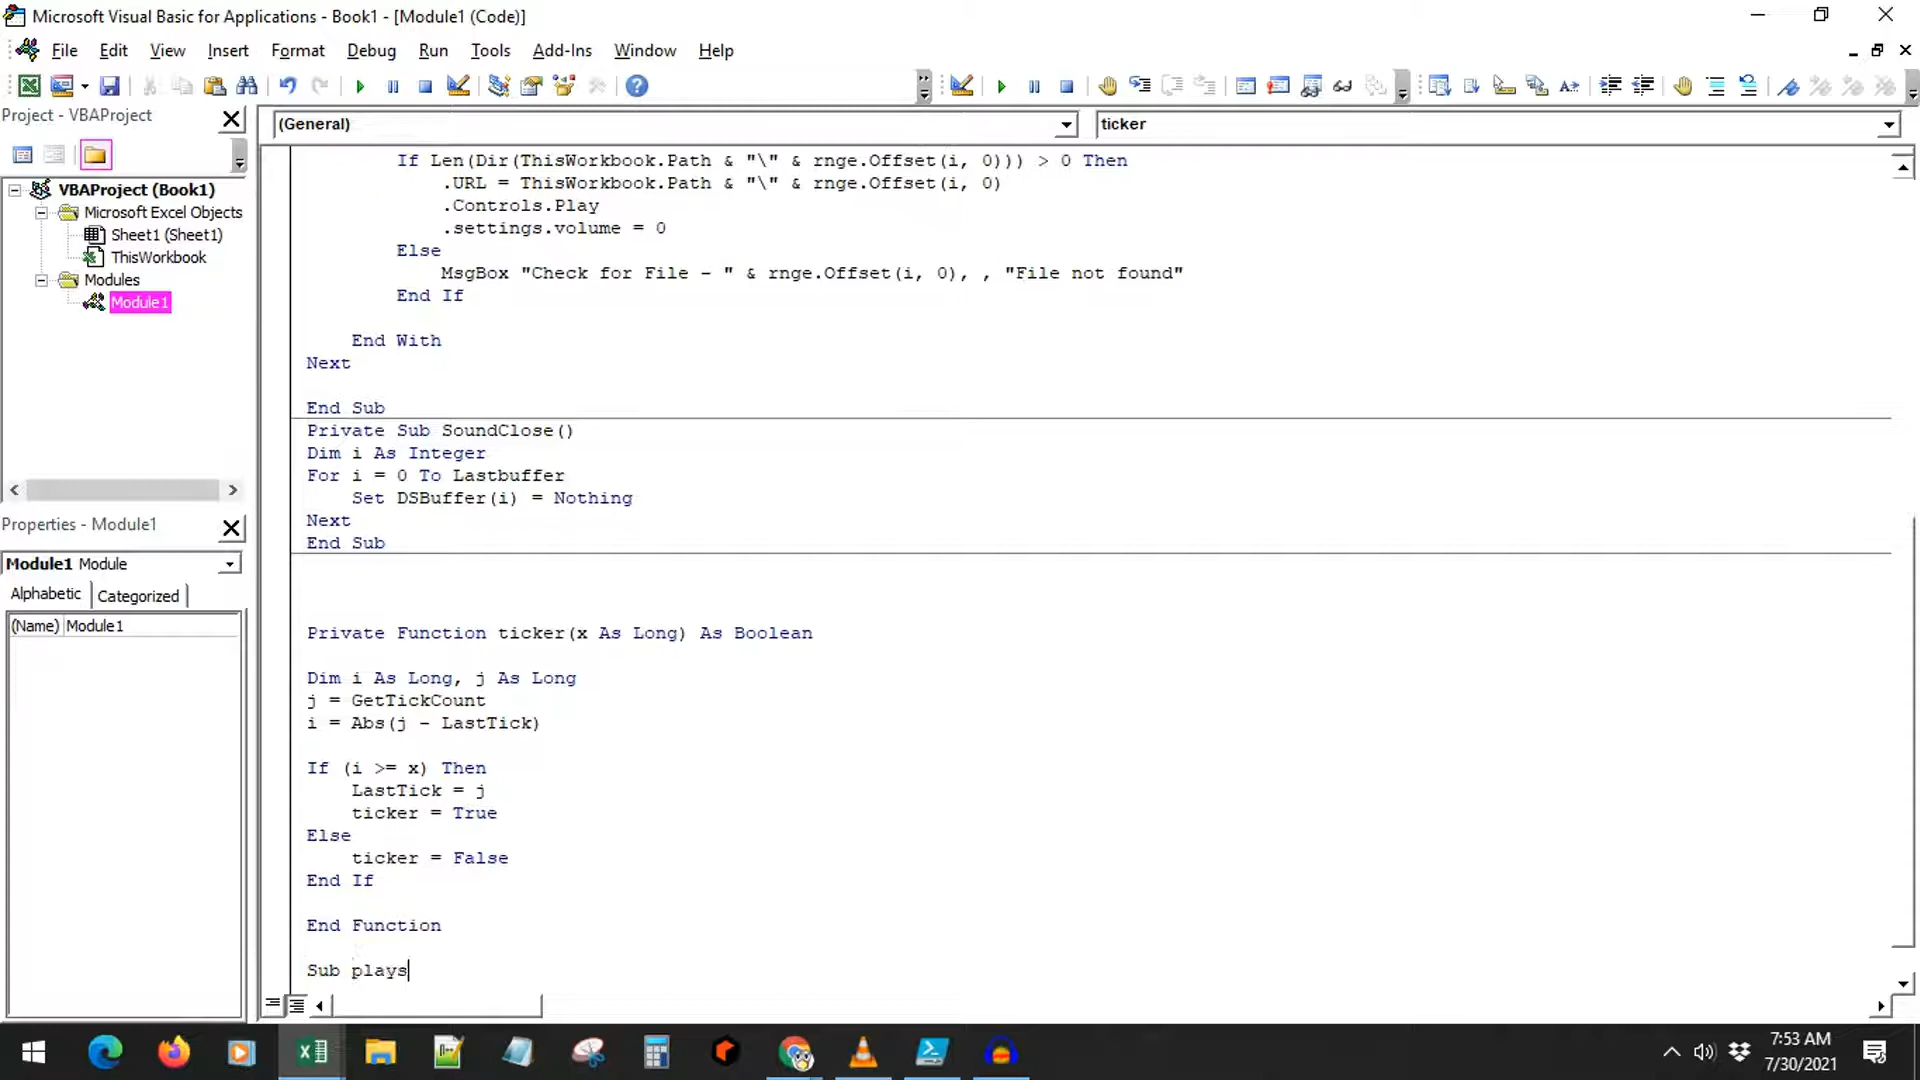 Microsoft Visual Basic for Applications - Book1 - [Module1 (Code)]
File Edit View Insert Format Debug Run Tools Add-Ins Window Help
Project - VBAProject
(General)
ticker
VBAProject (Book1)
Microsoft Excel Objects
Sheet1 (Sheet1)
ThisWorkbook
Modules
Module1
Properties - Module1
Module1 Module
Alphabetic Categorized
(Name) Module1
If Len(Dir(ThisWorkbook.Path & "\" & rnge.Offset(i, 0))) > 0 Then
.URL = ThisWorkbook.Path & "\" & rnge.Offset(i, 0)
.Controls.Play
.settings.volume = 0
Else
MsgBox "Check for File - " & rnge.Offset(i, 0), , "File not found"
End If
End With
Next
End Sub
Private Sub SoundClose()
Dim i As Integer
For i = 0 To Lastbuffer
Set DSBuffer(i) = Nothing
Next
End Sub
Private Function ticker(x As Long) As Boolean
Dim i As Long, j As Long
j = GetTickCount
i = Abs(j - LastTick)
If (i >= x) Then
LastTick = j
ticker = True
Else
ticker = False
End If
End Function
Sub plays
7:53 AM
7/30/2021